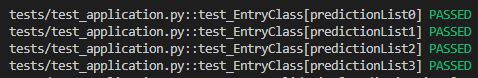 tests/test_application.py::test_EntryClass[predictionList0] PASSED
tests/test_application.py::test_EntryClass[predictionList1] PASSED
tests/test_application.py::test_EntryClass[predictionList2] PASSED
tests/test_application.py::test_EntryClass[predictionList3] PASSED